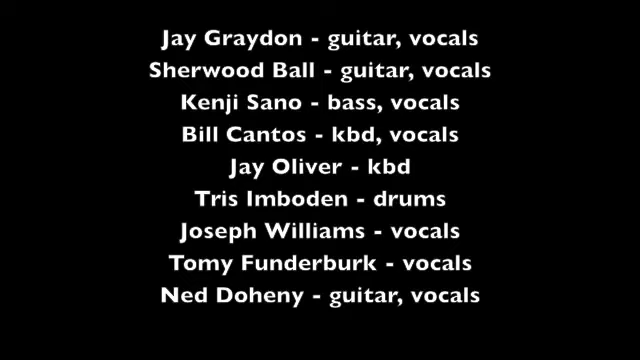 Jay Graydon - guitar, vocals
Sherwood Ball - guitar, vocals
Kenji Sano - bass, vocals
Bill Cantos - kbd, vocals
Jay Oliver - kbd
Tris Imboden - drums
Joseph Williams - vocals
Tomy Funderburk - vocals
Ned Doheny - guitar, vocals